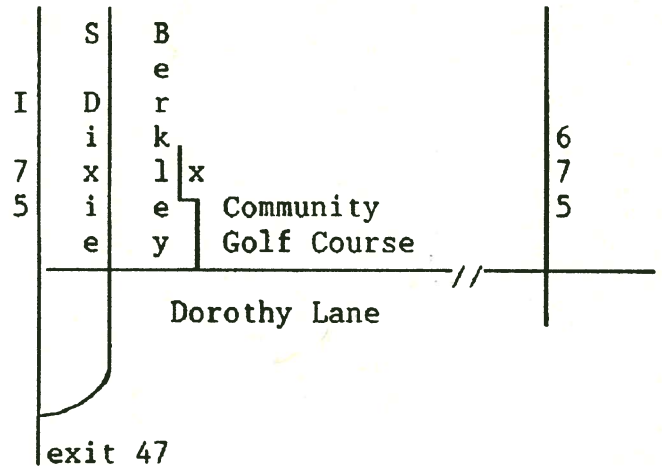 I 75
S Dixie
Berkley
x
Community
Golf Course
675
Dorothy Lane
exit 47